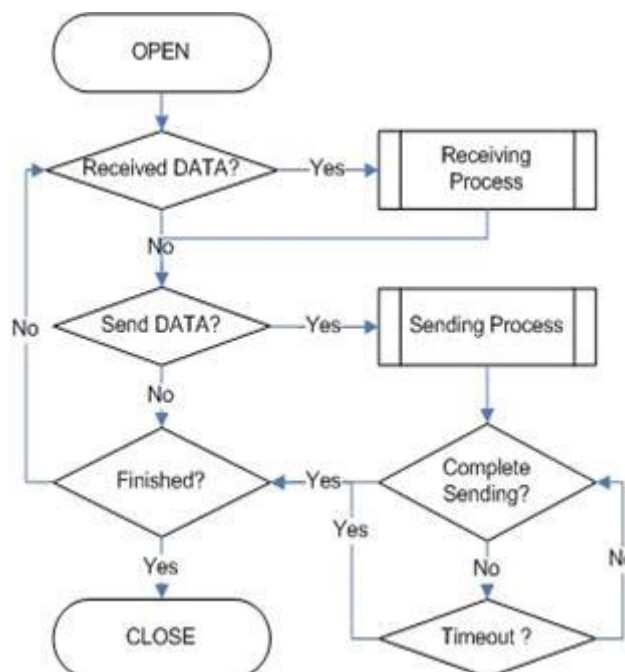 OPEN
Received DATA?
Yes
Receiving
Process
No
Send DATA?
Yes
Sending Process
No
No
Finished?
Yes
Complete
Sending?
Yes
No
No
Yes
Timeout ?
CLOSE